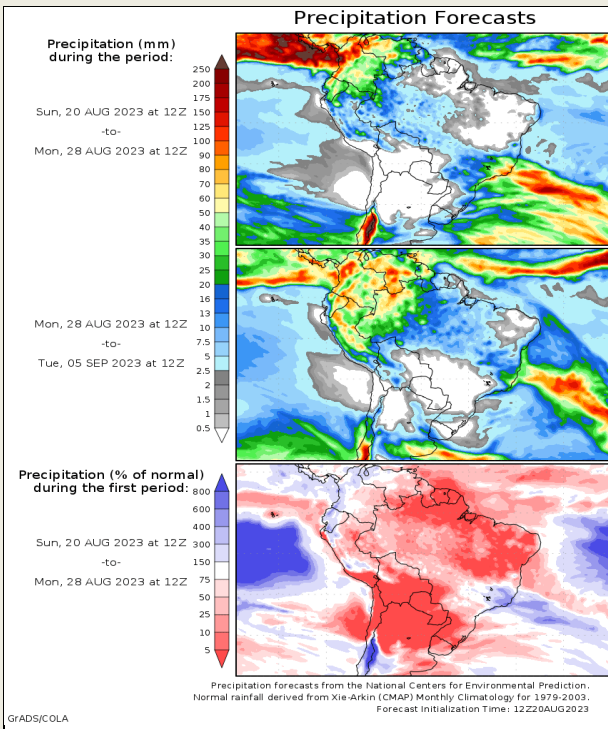 Precipitation Forecasts
Precipitation (mm)
during the period:
Sun, 20 AUG 2023 at 12Z
-to-
Mon, 28 AUG 2023 at 12Z
250
200
175
150
125
100
90
80
70
60
50
40
35
30
25
20
16
13
10
7.5
5
2.5
2
1.5
1
0.5
Mon, 28 AUG 2023 at 12Z
-to-
Tue, 05 SEP 2023 at 12Z
Precipitation (% of normal)
during the first period:
Sun, 20 AUG 2023 at 12Z
-to-
Mon, 28 AUG 2023 at 12Z
800
600
400
300
150
75
50
25
10
5
Precipitation forecasts from the National Centers for Environmental Prediction.
Normal rainfall derived from Xie-Arkin (CMAP) Monthly Climatology for 1979-2003.
Forecast Initialization Time: 12Z20AUG2023
GrADS/COLA